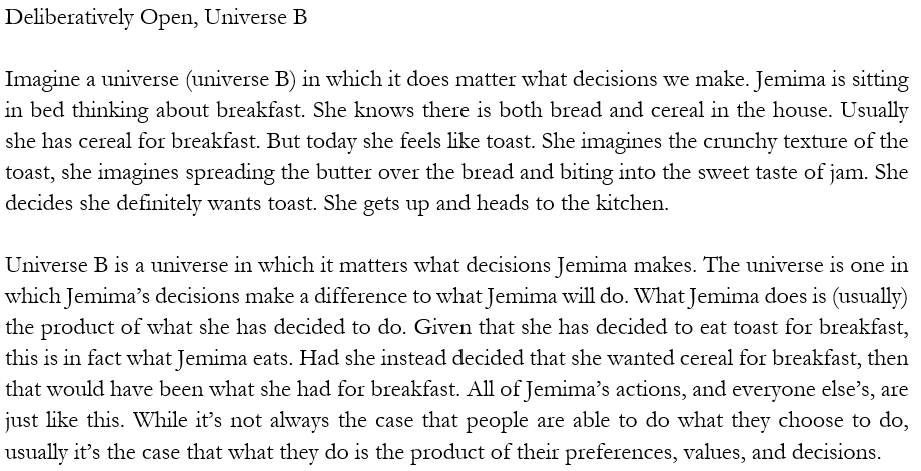 Deliberatively Open, Universe B
Imagine a universe (universe B) in which it does matter what decisions we make. Jemima is sitting
in bed thinking about breakfast. She knows there is both bread and cereal in the house. Usually
she has cereal for breakfast. But today she feels like toast. She imagines the crunchy texture of the
toast, she imagines spreading the butter over the bread and biting into the sweet taste of jam. She
decides she definitely wants toast. She gets up and heads to the kitchen.
Universe B is a universe in which it matters what decisions Jemima makes. The universe is one in
which Jemima’s decisions make a difference to what Jemima will do. What Jemima does is (usually)
the product of what she has decided to do. Given that she has decided to eat toast for breakfast,
this is in fact what Jemima eats. Had she instead decided that she wanted cereal for breakfast, then
that would have been what she had for breakfast. All of Jemima’s actions, and everyone else’s, are
just like this. While it’s not always the case that people are able to do what they choose to do,
usually it’s the case that what they do is the product of their preferences, values, and decisions.